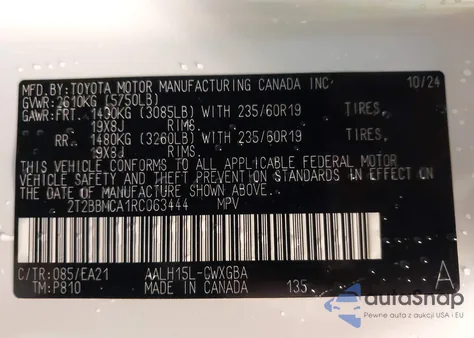 MFD.BY:TOYOTA MOTOR MANUFACTURING CANADA INC. 10/24
GVWR:2610KG (5750LB)
GAWR:FRT. 1400KG (3085LB) WITH 235/60R19 TIRES,
19X8J RIMS,
RR. 1480KG (3260LB) WITH 235/60R19 TIRES,
19X8J RIMS,
THIS VEHICLE CONFORMS TO ALL APPLICABLE FEDERAL MOTOR
VEHICLE SAFETY AND THEFT PREVENTION STANDARDS IN EFFECT ON
THE DATE OF MANUFACTURE SHOWN ABOVE.
2T2BBMCA1RC063444 MPV
C/TR:085/EA21 AALH15L-CWXGBA A
TM:P810 MADE IN CANADA 135
autoSnap
Pewne auta z USA i EU